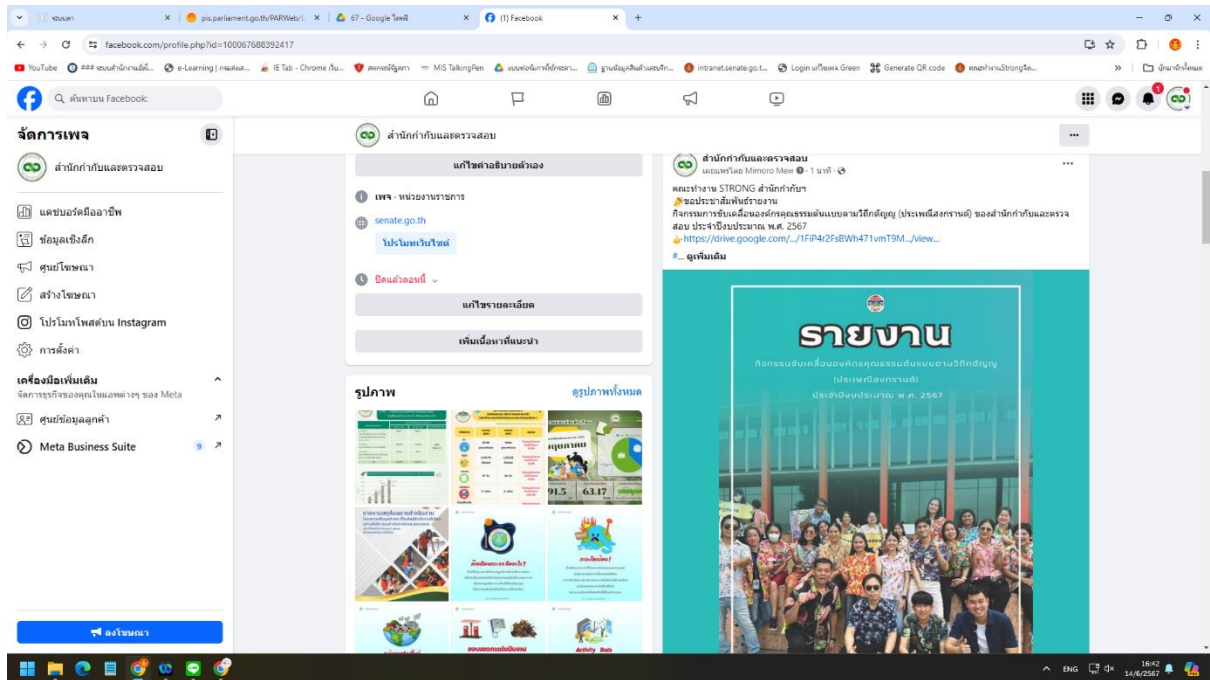 ระบบหา
pis.parliament.go.th/PARWeb/L
67 - Google ไดรฟ์
(1) Facebook
facebook.com/profile.php?id=100067688392417
YouTube
e-Learning |
IE Tab - Chrome
MIS TalkingPen
intranet.senate.go.t...
Login แก้ไขเพจ Green
Generate QR code
ค้นหาบน Facebook
จัดการเพจ
สำนักกำกับและตรวจสอบ
แดชบอร์ดมืออาชีพ
ข้อมูลเชิงลึก
ศูนย์โฆษณา
สร้างโฆษณา
โปรโมทโพสต์บน Instagram
การตั้งค่า
เครื่องมือเพิ่มเติม
จัดการธุรกิจของคุณในแอพต่างๆ ของ Meta
ศูนย์ข้อมูลลูกค้า
Meta Business Suite
9
ลงโฆษณา
สำนักกำกับและตรวจสอบ
แก้ไขคำอธิบายตัวเอง
เพจ · หน่วยงานราชการ
senate.go.th
โปรโมทเว็บไซต์
ปิดแล้วตอนนี้
แก้ไขรายละเอียด
เพิ่มเนื้อหาที่แนะนำ
รูปภาพ
ดูรูปภาพทั้งหมด
91.5
63.17
Activity Data
สำนักกำกับและตรวจสอบ
เผยแพร่โดย Mimoro Mew · 1 นาที ·
คณะทำงาน STRONG สำนักกำกับฯ
ขอประชาสัมพันธ์รายงาน
กิจกรรมการขับเคลื่อนองค์กรคุณธรรมต้นแบบตามวิถีกตัญญู (ประเพณีสงกรานต์) ของสำนักกำกับและตรวจ
สอบ ประจำปีงบประมาณ พ.ศ. 2567
https://drive.google.com/.../1FiP4r2FsBWh471vmT9M.../view...
#... ดูเพิ่มเติม
รายงาน
กิจกรรมขับเคลื่อนองค์กรคุณธรรมต้นแบบตามวิถีกตัญญู
(ประเพณีสงกรานต์)
ประจำปีงบประมาณ พ.ศ. 2567
ENG
16:42
14/6/2567